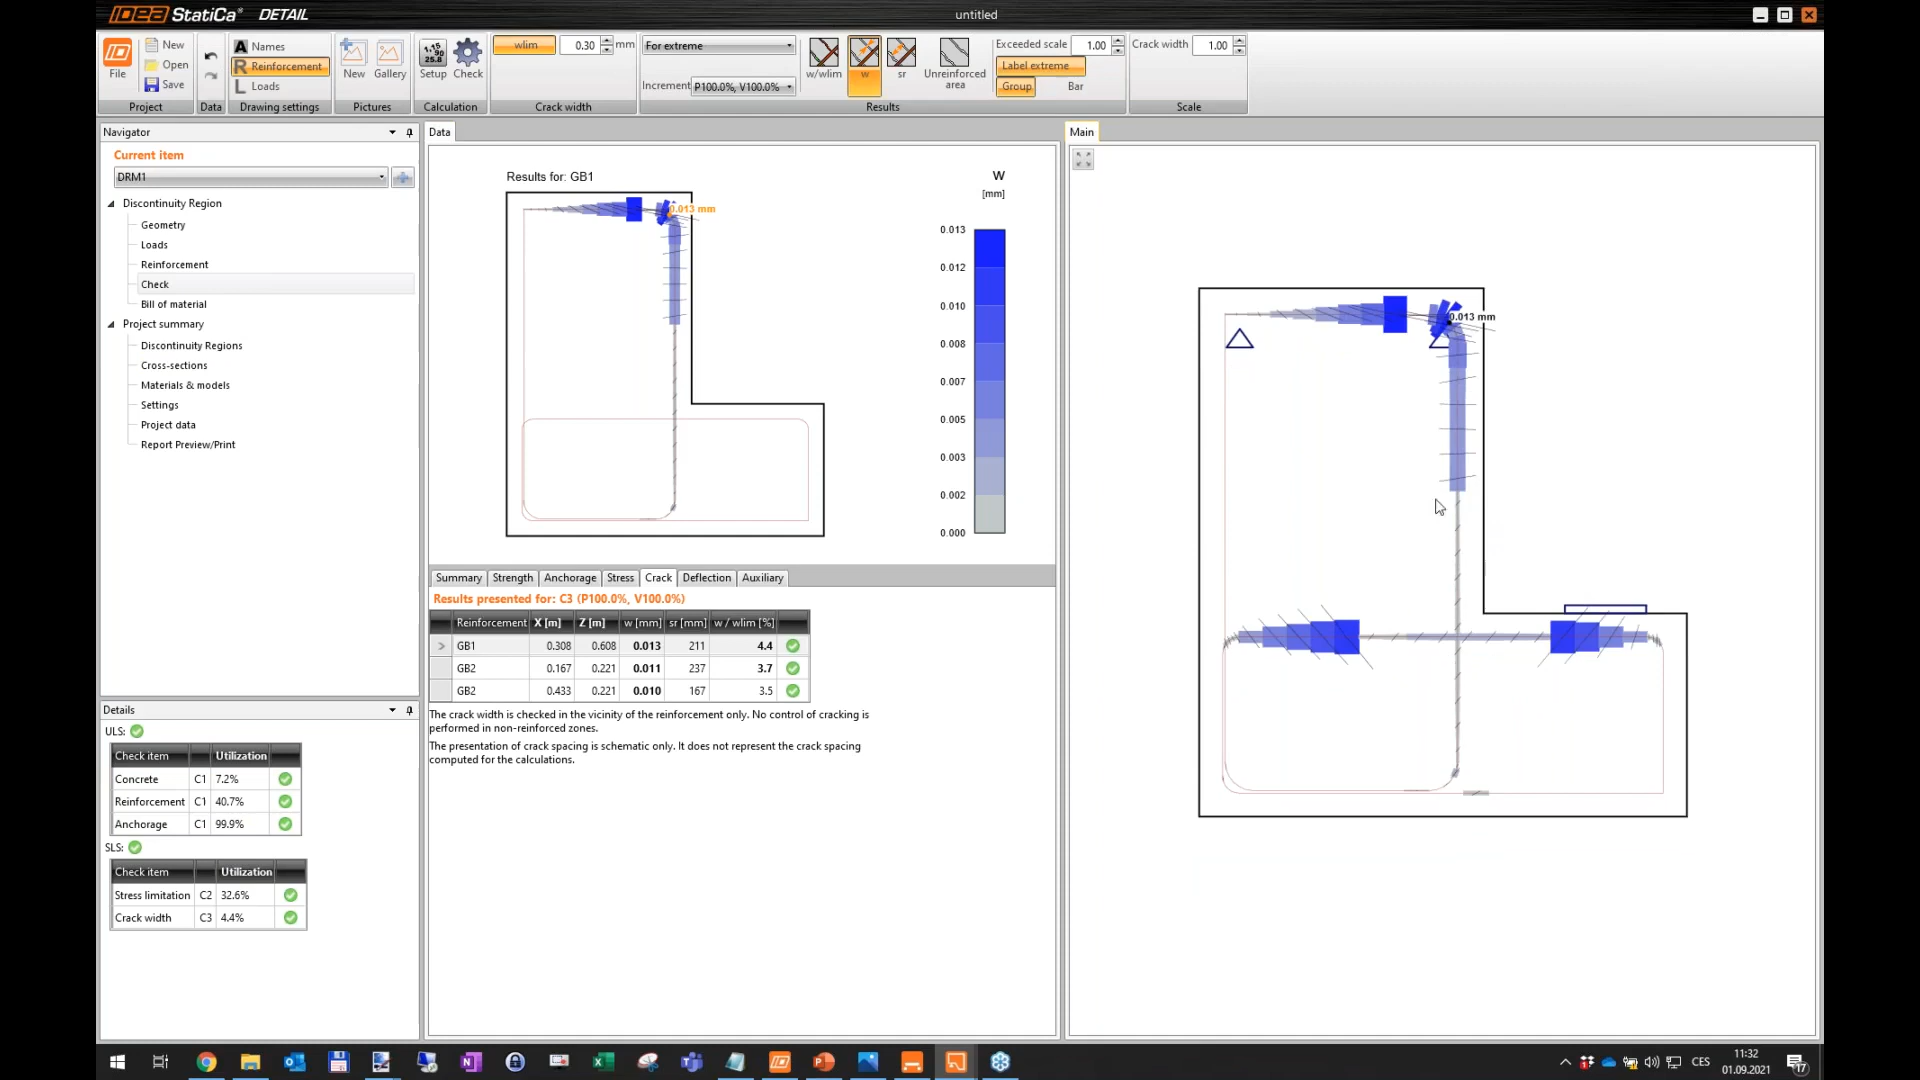 IDEA StatiCa® DETAIL
untitled
File
New
Open
Save
Project
Data
Names
Reinforcement
Loads
Drawing settings
New
Gallery
Pictures
Setup
Check
Calculation
wlim 0.30 mm
Crack width
For extreme
Increment P100.0%, V100.0%
w/wlim
w
sr
Unreinforced
area
Exceeded scale 1.00
Label extreme
Group Bar
Results
Crack width 1.00
Scale
Navigator
Current item
DRM1
Discontinuity Region
Geometry
Loads
Reinforcement
Check
Bill of material
Project summary
Discontinuity Regions
Cross-sections
Materials & models
Settings
Project data
Report Preview/Print
Details
ULS:
Check item Utilization
Concrete C1 7.2%
Reinforcement C1 40.7%
Anchorage C1 99.9%
SLS:
Check item Utilization
Stress limitation C2 32.6%
Crack width C3 4.4%
Data
Results for: GB1
0.013 mm
W
[mm]
0.013
0.012
0.010
0.008
0.007
0.005
0.003
0.002
0.000
Summary Strength Anchorage Stress Crack Deflection Auxiliary
Results presented for: C3 (P100.0%, V100.0%)
Reinforcement X [m] Z [m] w [mm] sr [mm] w / wlim [%]
> GB1 0.308 0.608 0.013 211 4.4
GB2 0.167 0.221 0.011 237 3.7
GB2 0.433 0.221 0.010 167 3.5
The crack width is checked in the vicinity of the reinforcement only. No control of cracking is
performed in non-reinforced zones.
The presentation of crack spacing is schematic only. It does not represent the crack spacing
computed for the calculations.
Main
0.013 mm
CES
11:32
01.09.2021
17